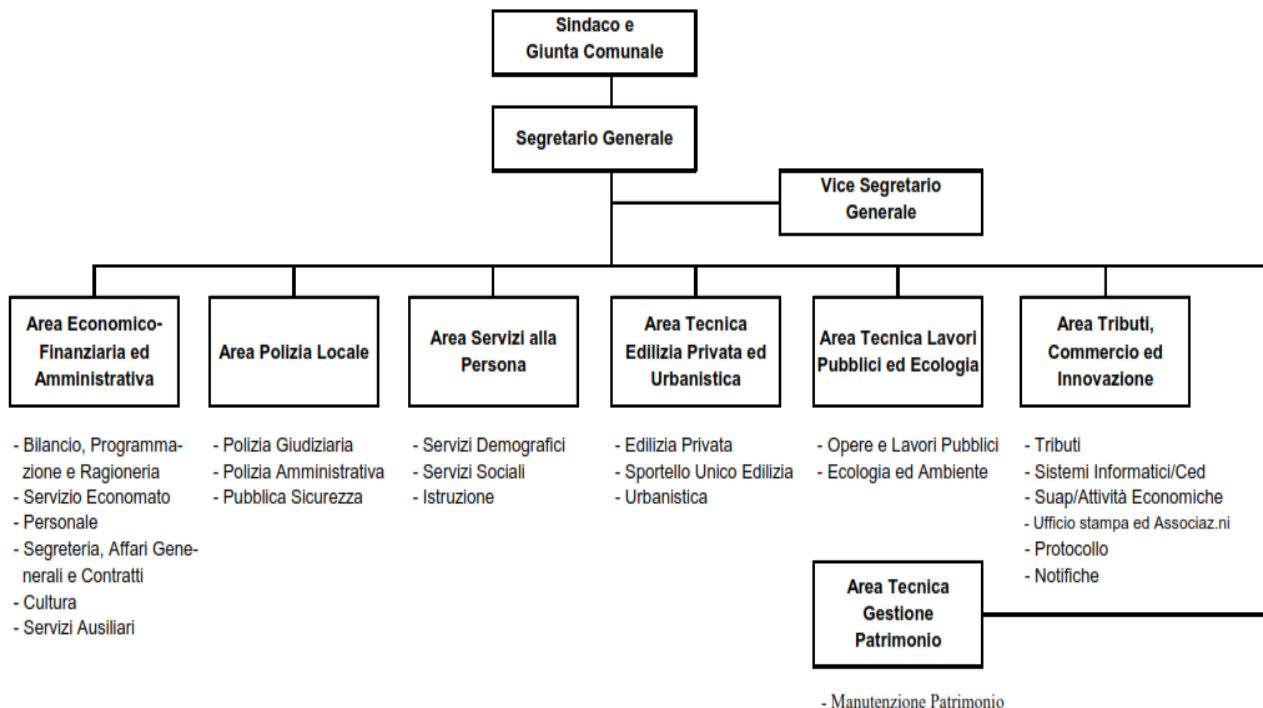 Sindaco e
Giunta Comunale
Segretario Generale
Vice Segretario
Generale
Area Economico-
Finanziaria ed
Amministrativa
- Bilancio, Programma-
zione e Ragioneria
- Servizio Economato
- Personale
- Segreteria, Affari Gene-
nerali e Contratti
- Cultura
- Servizi Ausiliari
Area Polizia Locale
- Polizia Giudiziaria
- Polizia Amministrativa
- Pubblica Sicurezza
Area Servizi alla
Persona
- Servizi Demografici
- Servizi Sociali
- Istruzione
Area Tecnica
Edilizia Privata ed
Urbanistica
- Edilizia Privata
- Sportello Unico Edilizia
- Urbanistica
Area Tecnica Lavori
Pubblici ed Ecologia
- Opere e Lavori Pubblici
- Ecologia ed Ambiente
Area Tributi,
Commercio ed
Innovazione
- Tributi
- Sistemi Informatici/Ced
- Suap/Attività Economiche
- Ufficio stampa ed Associaz.ni
- Protocollo
- Notifiche
Area Tecnica
Gestione
Patrimonio
- Manutenzione Patrimonio